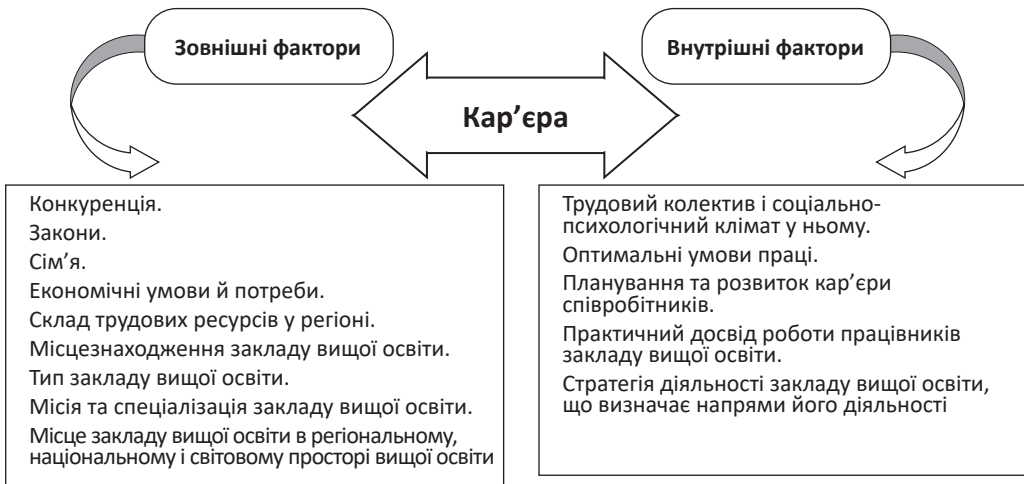 Зовнішні фактори
Внутрішні фактори
Кар’єра
Конкуренція.
Закони.
Сім’я.
Економічні умови й потреби.
Склад трудових ресурсів у регіоні.
Місцезнаходження закладу вищої освіти.
Тип закладу вищої освіти.
Місія та спеціалізація закладу вищої освіти.
Місце закладу вищої освіти в регіональному,
національному і світовому просторі вищої освіти
Трудовий колектив і соціально-
психологічний клімат у ньому.
Оптимальні умови праці.
Планування та розвиток кар’єри
співробітників.
Практичний досвід роботи працівників
закладу вищої освіти.
Стратегія діяльності закладу вищої освіти,
що визначає напрями його діяльності